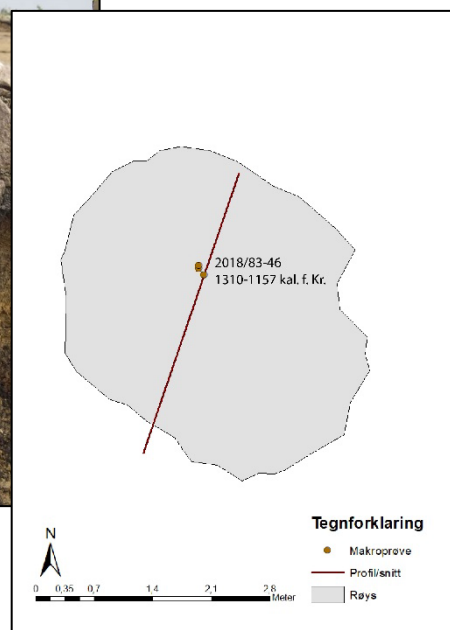 2018/83-46
1310-1157 kal. f. Kr.
N
0 0,35 0,7 1,4 2,1 2,8
Meter
Tegnforklaring
Makroprøve
Profil/snitt
Røys